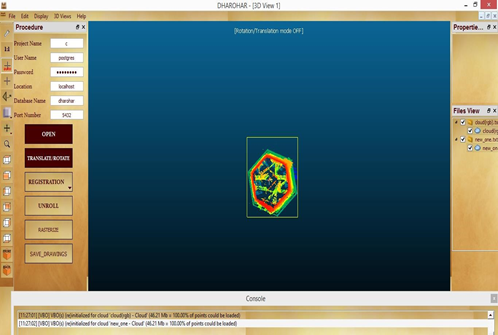 DHAROHAR - [3D View 1]
File Edit Display 3D Views Help
Procedure
Project Name c
User Name postgres
Password
Location localhost
Database Name dharohar
Port Number 5432
OPEN
TRANSLATE/ROTATE
REGISTRATION
UNROLL
RASTERIZE
SAVE_DRAWINGS
[Rotation/Translation mode OFF]
Propertie...
Files View
cloud(rgb).tx
cloud(rg
new_one.txt
new_on
Console
[11:27:01] [VBO] VBO(s) (re)initialized for cloud 'cloud(rgb) - Cloud' (46.21 Mb = 100.00% of points could be loaded)
[11:27:02] [VBO] VBO(s) (re)initialized for cloud 'new_one - Cloud' (46.21 Mb = 100.00% of points could be loaded)